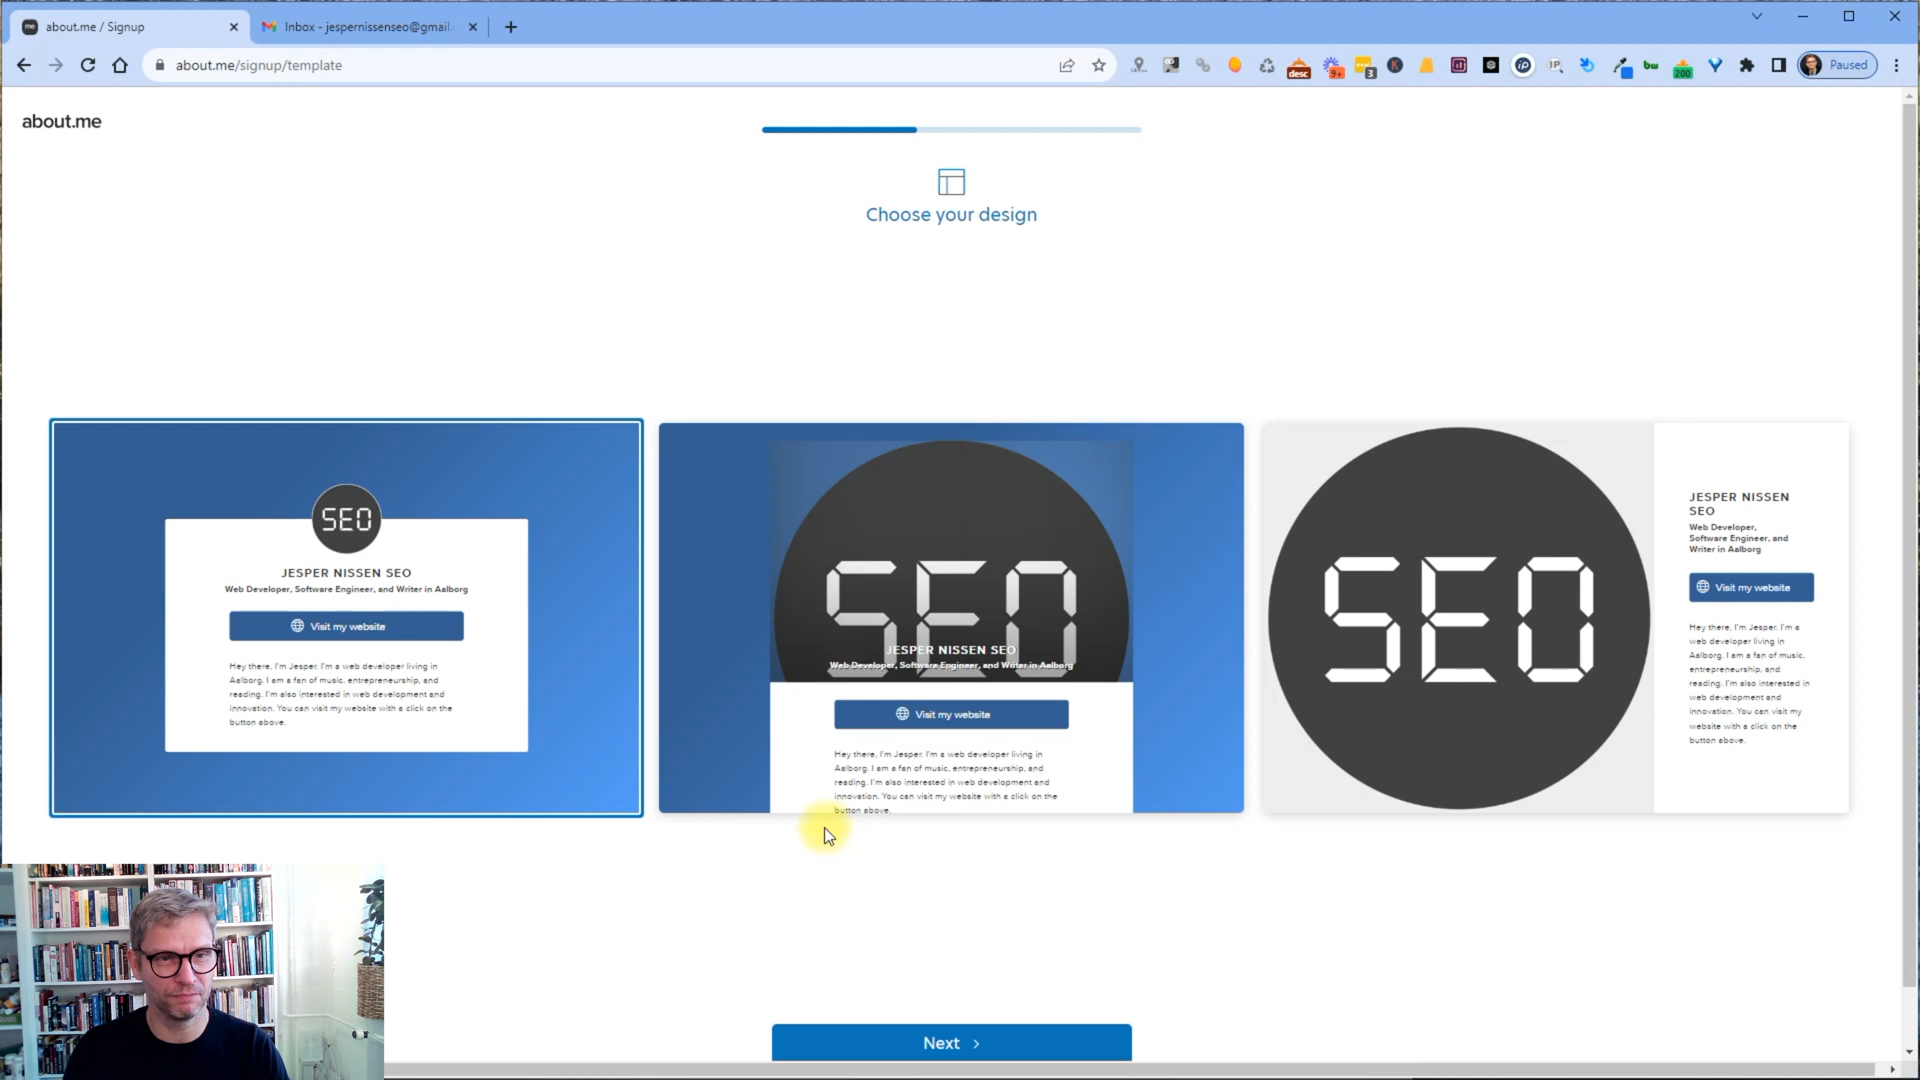 about.me / Signup
Inbox - jespernissenseo@gmail.
about.me/signup/template
desc
9+
3
K
ip
IP
bw
200
Paused
about.me
Choose your design
SEO
JESPER NISSEN SEO
Web Developer, Software Engineer, and Writer in Aalborg
Visit my website
Hey there, I'm Jesper. I'm a web developer living in
Aalborg. I am a fan of music, entrepreneurship, and
reading. I'm also interested in web development and
innovation. You can visit my website with a click on the
button above.
SEO
JESPER NISSEN SEO
Web Developer, Software Engineer, and Writer in Aalborg
Visit my website
Hey there, I'm Jesper. I'm a web developer living in
Aalborg. I am a fan of music, entrepreneurship, and
reading. I'm also interested in web development and
innovation. You can visit my website with a click on the
button above.
SEO
JESPER NISSEN
SEO
Web Developer,
Software Engineer, and
Writer in Aalborg
Visit my website
Hey there, I'm Jesper. I'm a
web developer living in
Aalborg. I am a fan of music,
entrepreneurship, and
reading. I'm also interested in
web development and
innovation. You can visit my
website with a click on the
button above.
Next